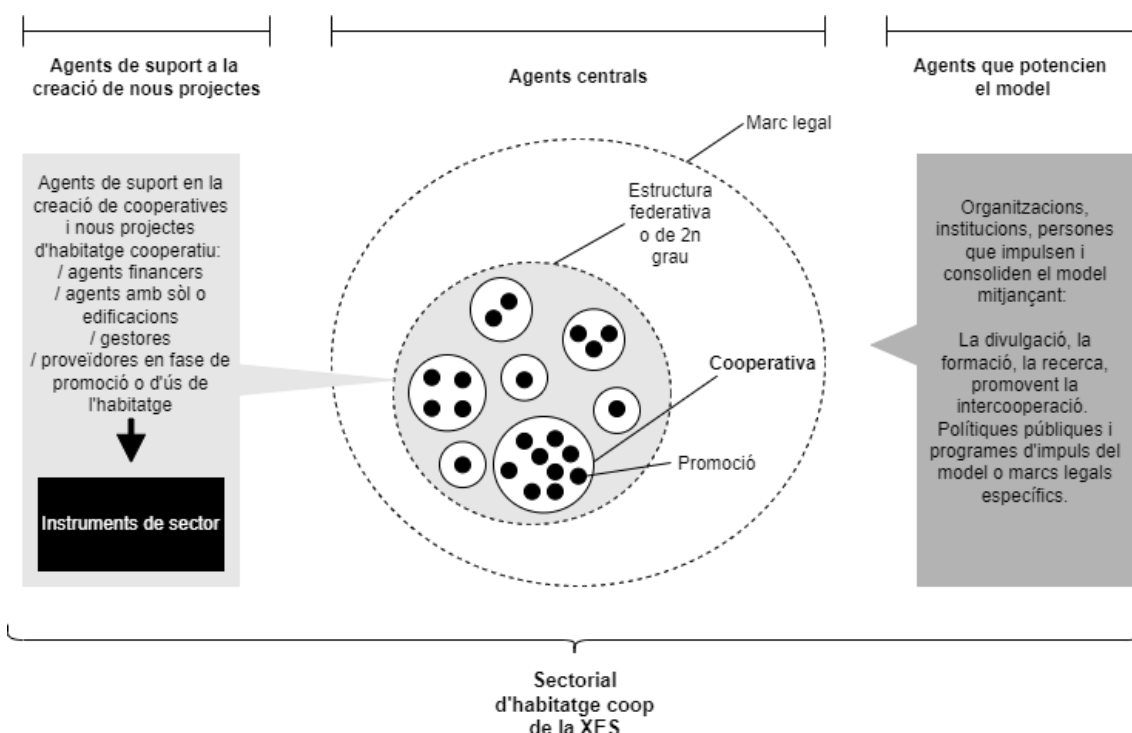 Agents de suport a la
creació de nous projectes
Agents centrals
Agents que potencien
el model
Agents de suport en la
creació de cooperatives
i nous projectes
d'habitatge cooperatiu:
/ agents financers
/ agents amb sòl o
edificacions
/ gestores
/ proveïdores en fase de
promoció o d'ús de
l'habitatge
Instruments de sector
Marc legal
Estructura
federativa
o de 2n
grau
Cooperativa
Promoció
Organitzacions,
institucions, persones
que impulsen i
consoliden el model
mitjançant:
La divulgació, la
formació, la recerca,
promovent la
intercooperació.
Polítiques públiques i
programes d'impuls del
model o marcs legals
específics.
Sectorial
d'habitatge coop
de la XES